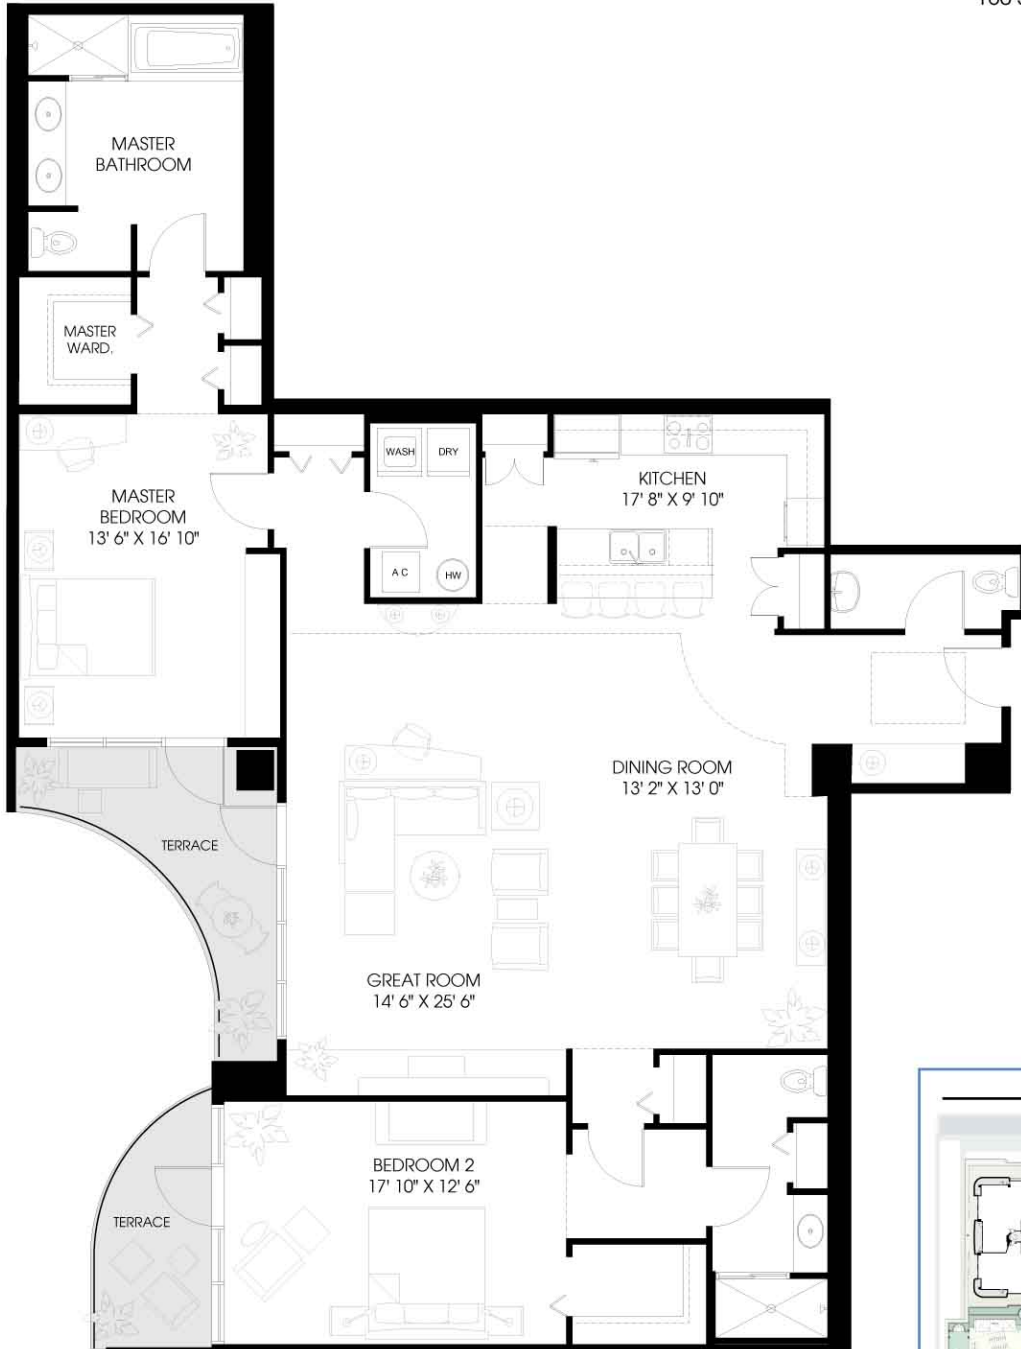 MASTER
BATHROOM
MASTER
WARD.
WASH
DRY
KITCHEN
17' 8" X 9' 10"
MASTER
BEDROOM
13' 6" X 16' 10"
A C
HW
DINING ROOM
13' 2" X 13' 0"
TERRACE
GREAT ROOM
14' 6" X 25' 6"
BEDROOM 2
17' 10" X 12' 6"
TERRACE